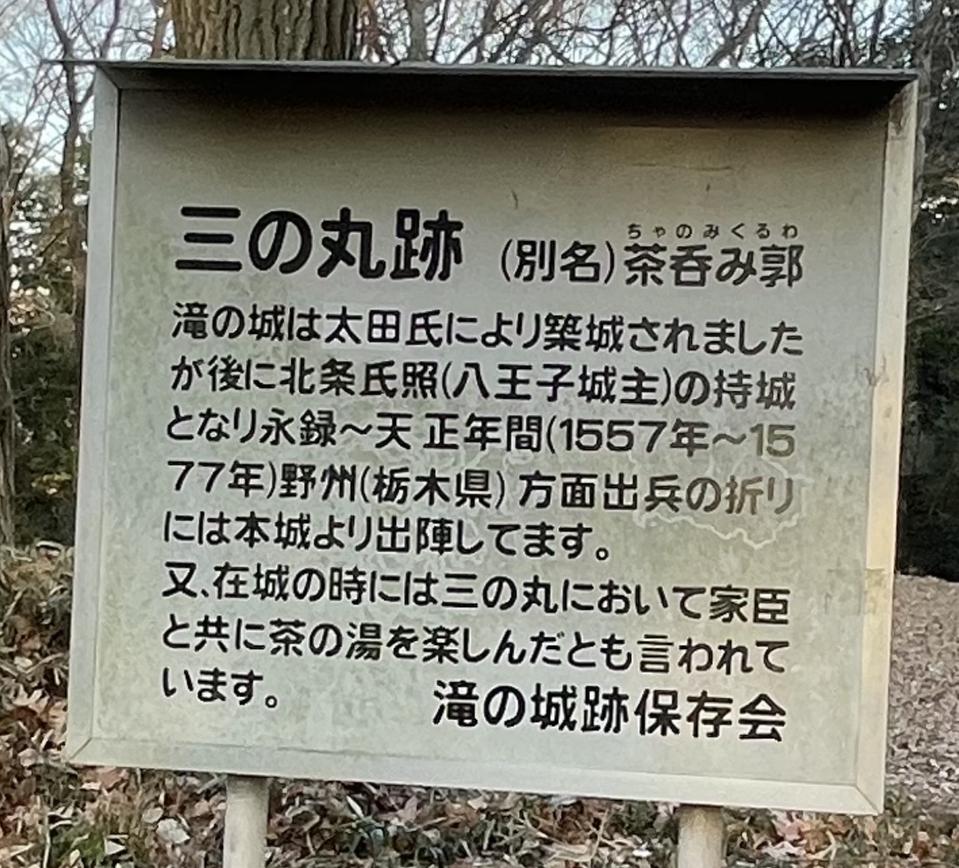 三の丸跡 (別名)茶呑み郭
ちゃのみくるわ
滝の城は太田氏により築城されました
が後に北条氏照(八王子城主)の持城
となり永録～天正年間(1557年～15
77年)野州(栃木県)方面出兵の折り
には本城より出陣してます。
又、在城の時には三の丸において家臣
と共に茶の湯を楽しんだとも言われて
います。 滝の城跡保存会